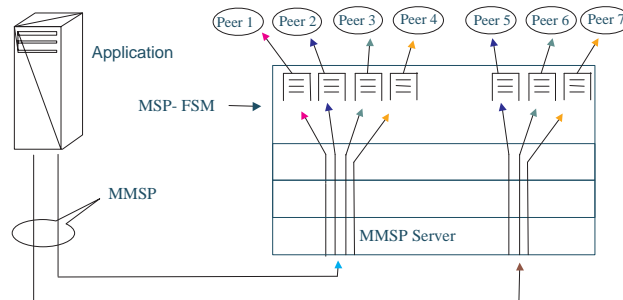 Peer 1
Peer 2
Peer 3
Peer 4
Peer 5
Peer 6
Peer 7
Application
MSP- FSM
MMSP
MMSP Server